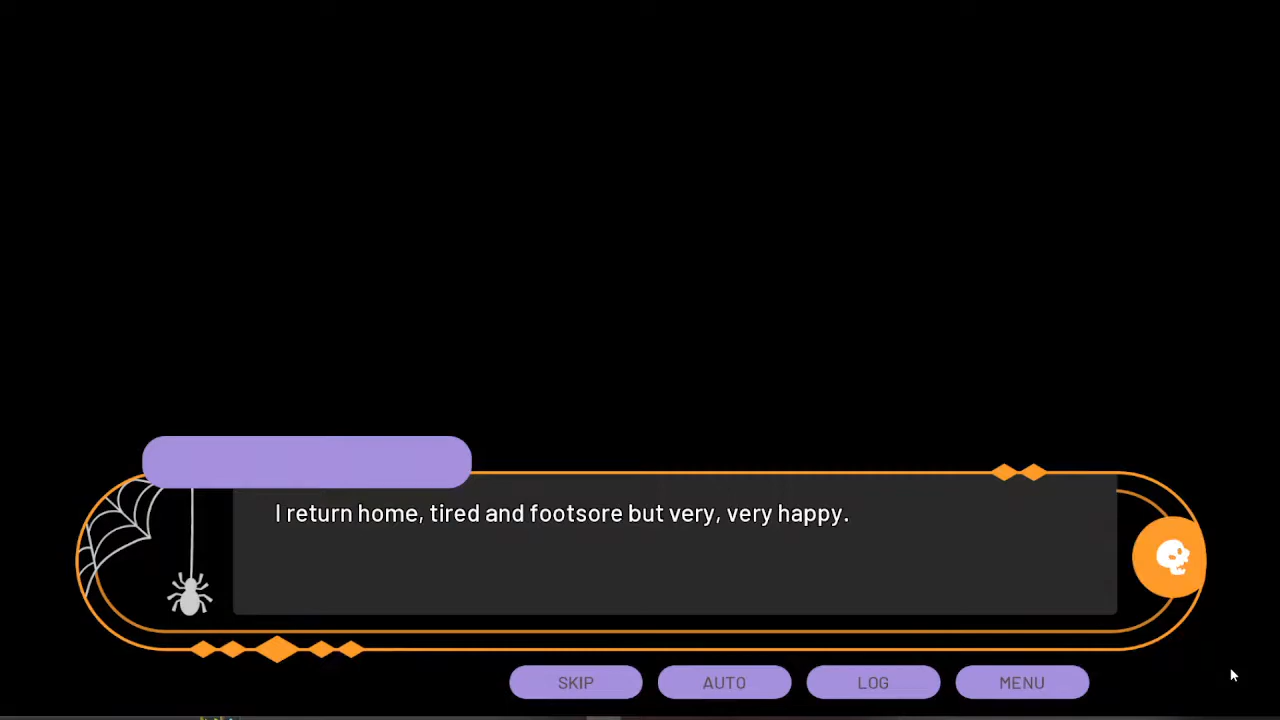 I return home, tired and footsore but very, very happy.
SKIP
AUTO
LOG
MENU